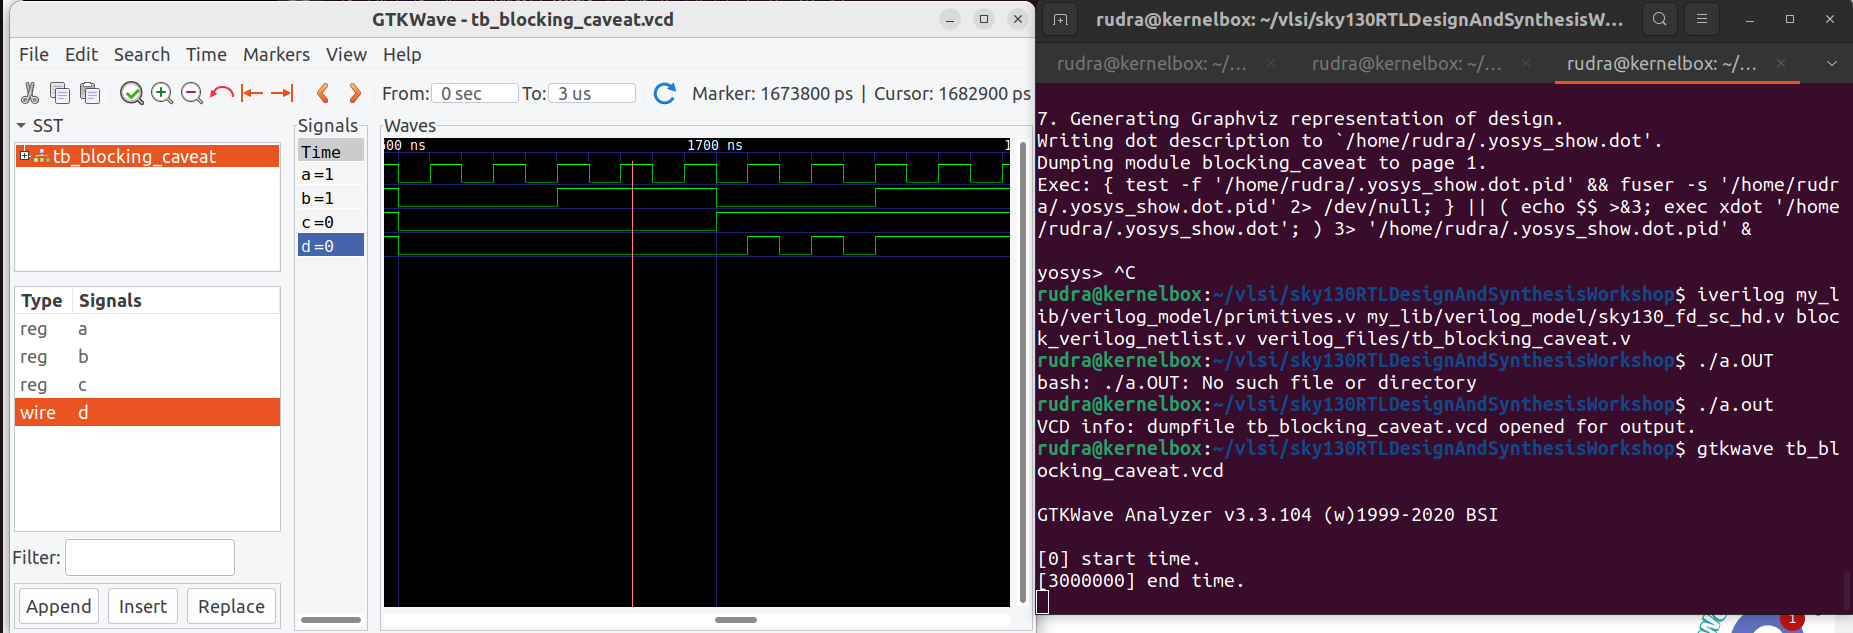 GTKWave - tb_blocking_caveat.vcd
File Edit Search Time Markers View Help
From: 0 sec To: 3 us Marker: 1673800 ps | Cursor: 1682900 ps
SST
tb_blocking_caveat
Type Signals
reg a
reg b
reg c
wire d
Filter:
Append Insert Replace
Signals
Time
a=1
b=1
c=0
d=0
Waves
00 ns 1700 ns
rudra@kernelbox: ~/vlsi/sky130RTLDesignAndSynthesisW...
rudra@kernelbox: ~/... × rudra@kernelbox: ~/... × rudra@kernelbox: ~/... ×
7. Generating Graphviz representation of design.
Writing dot description to `/home/rudra/.yosys_show.dot'.
Dumping module blocking_caveat to page 1.
Exec: { test -f '/home/rudra/.yosys_show.dot.pid' && fuser -s '/home/rudr
a/.yosys_show.dot.pid' 2> /dev/null; } || ( echo $$ >&3; exec xdot '/home
/rudra/.yosys_show.dot'; ) 3> '/home/rudra/.yosys_show.dot.pid' &
yosys> ^C
rudra@kernelbox:~/vlsi/sky130RTLDesignAndSynthesisWorkshop$ iverilog my_l
ib/verilog_model/primitives.v my_lib/verilog_model/sky130_fd_sc_hd.v bloc
k_verilog_netlist.v verilog_files/tb_blocking_caveat.v
rudra@kernelbox:~/vlsi/sky130RTLDesignAndSynthesisWorkshop$ ./a.OUT
bash: ./a.OUT: No such file or directory
rudra@kernelbox:~/vlsi/sky130RTLDesignAndSynthesisWorkshop$ ./a.out
VCD info: dumpfile tb_blocking_caveat.vcd opened for output.
rudra@kernelbox:~/vlsi/sky130RTLDesignAndSynthesisWorkshop$ gtkwave tb_bl
ocking_caveat.vcd
GTKWave Analyzer v3.3.104 (w)1999-2020 BSI
[0] start time.
[3000000] end time.
1